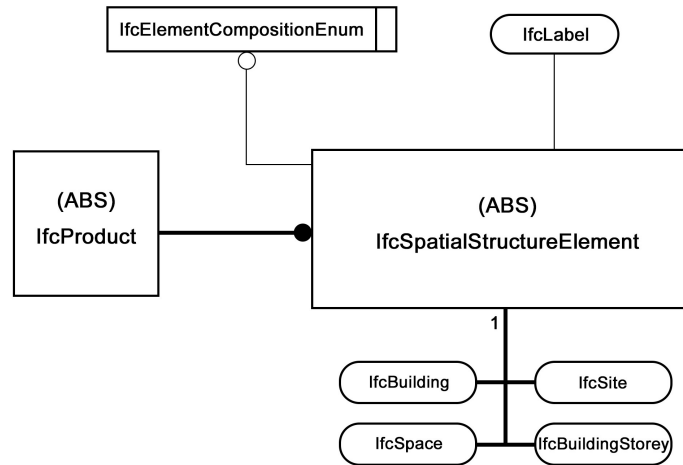 IfcElementCompositionEnum
IfcLabel
(ABS)
IfcProduct
(ABS)
IfcSpatialStructureElement
1
IfcBuilding
IfcSite
IfcSpace
IfcBuildingStorey